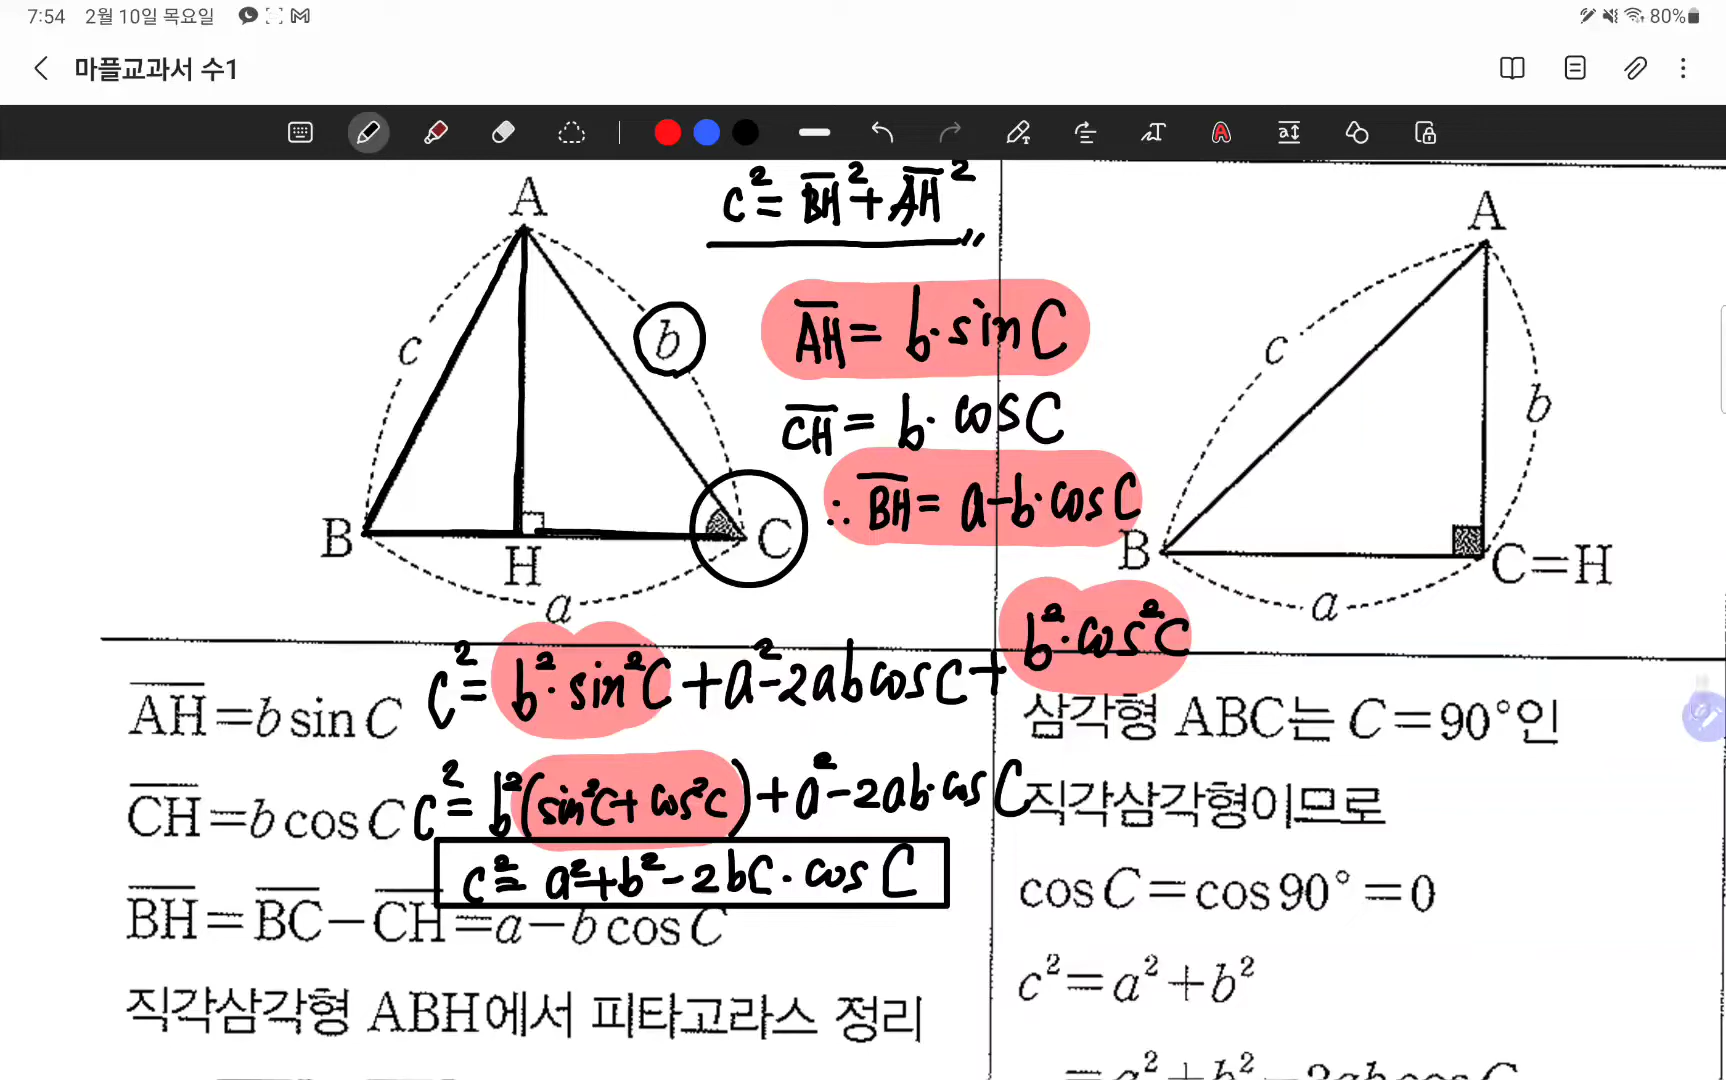 7:54 2월 10일 목요일 80%
마플교과서 수1
c² = BH² + AH²
A
c
b
B
H
C
a
AH = b·sinC
CH = b·cosC
∴ BH = a-b·cosC
A
c
b
B
C=H
a
c² = b²·sin²C + a² - 2abcosC + b²·cos²C
c² = b²(sin²C + cos²C) + a² - 2ab·cosC
c² = a² + b² - 2bc·cosC
AH=b sin C
CH=b cos C
BH=BC-CH=a-b cos C
직각삼각형 ABH에서 피타고라스 정리
삼각형 ABC는 C=90°인
직각삼각형이므로
cos C=cos 90°=0
c²=a²+b²
=a²+b²-2ab cos C